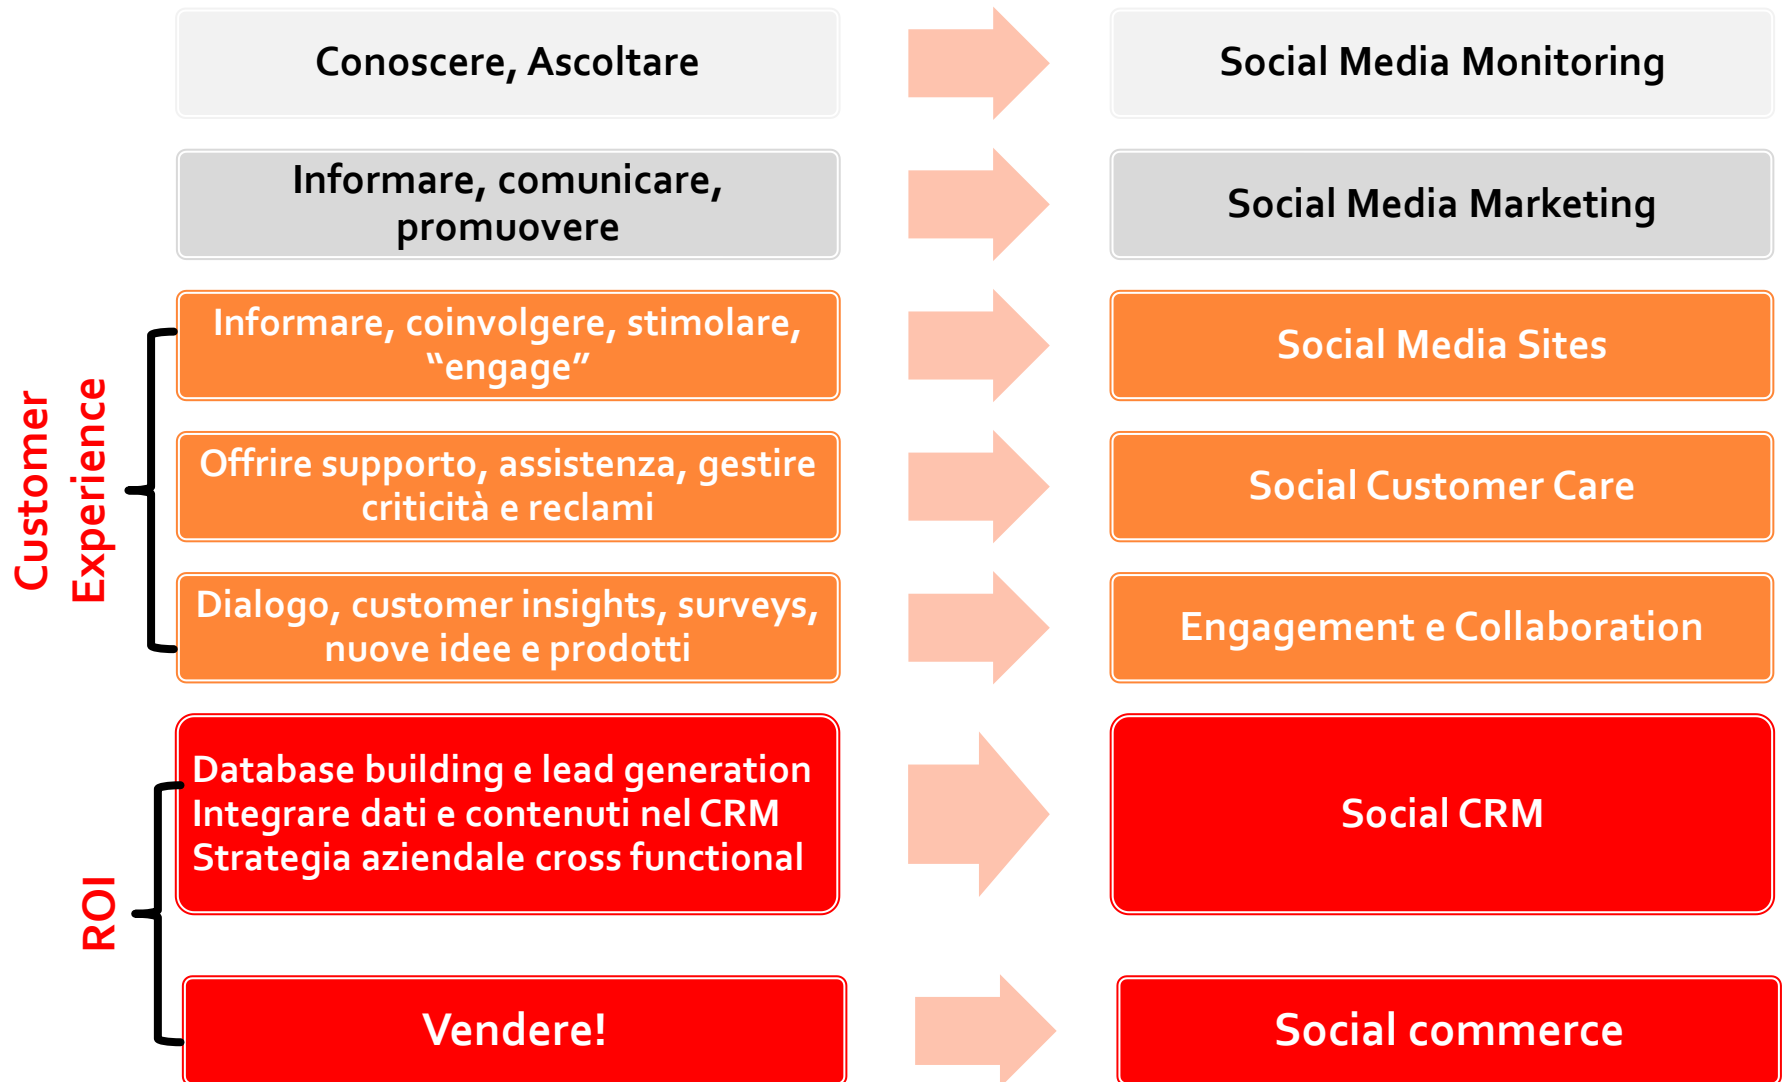 Conoscere, Ascoltare
Social Media Monitoring
Informare, comunicare,
promuovere
Social Media Marketing
Customer
Experience
Informare, coinvolgere, stimolare,
“engage”
Social Media Sites
Offrire supporto, assistenza, gestire
criticità e reclami
Social Customer Care
Dialogo, customer insights, surveys,
nuove idee e prodotti
Engagement e Collaboration
ROI
Database building e lead generation
Integrare dati e contenuti nel CRM
Strategia aziendale cross functional
Social CRM
Vendere!
Social commerce